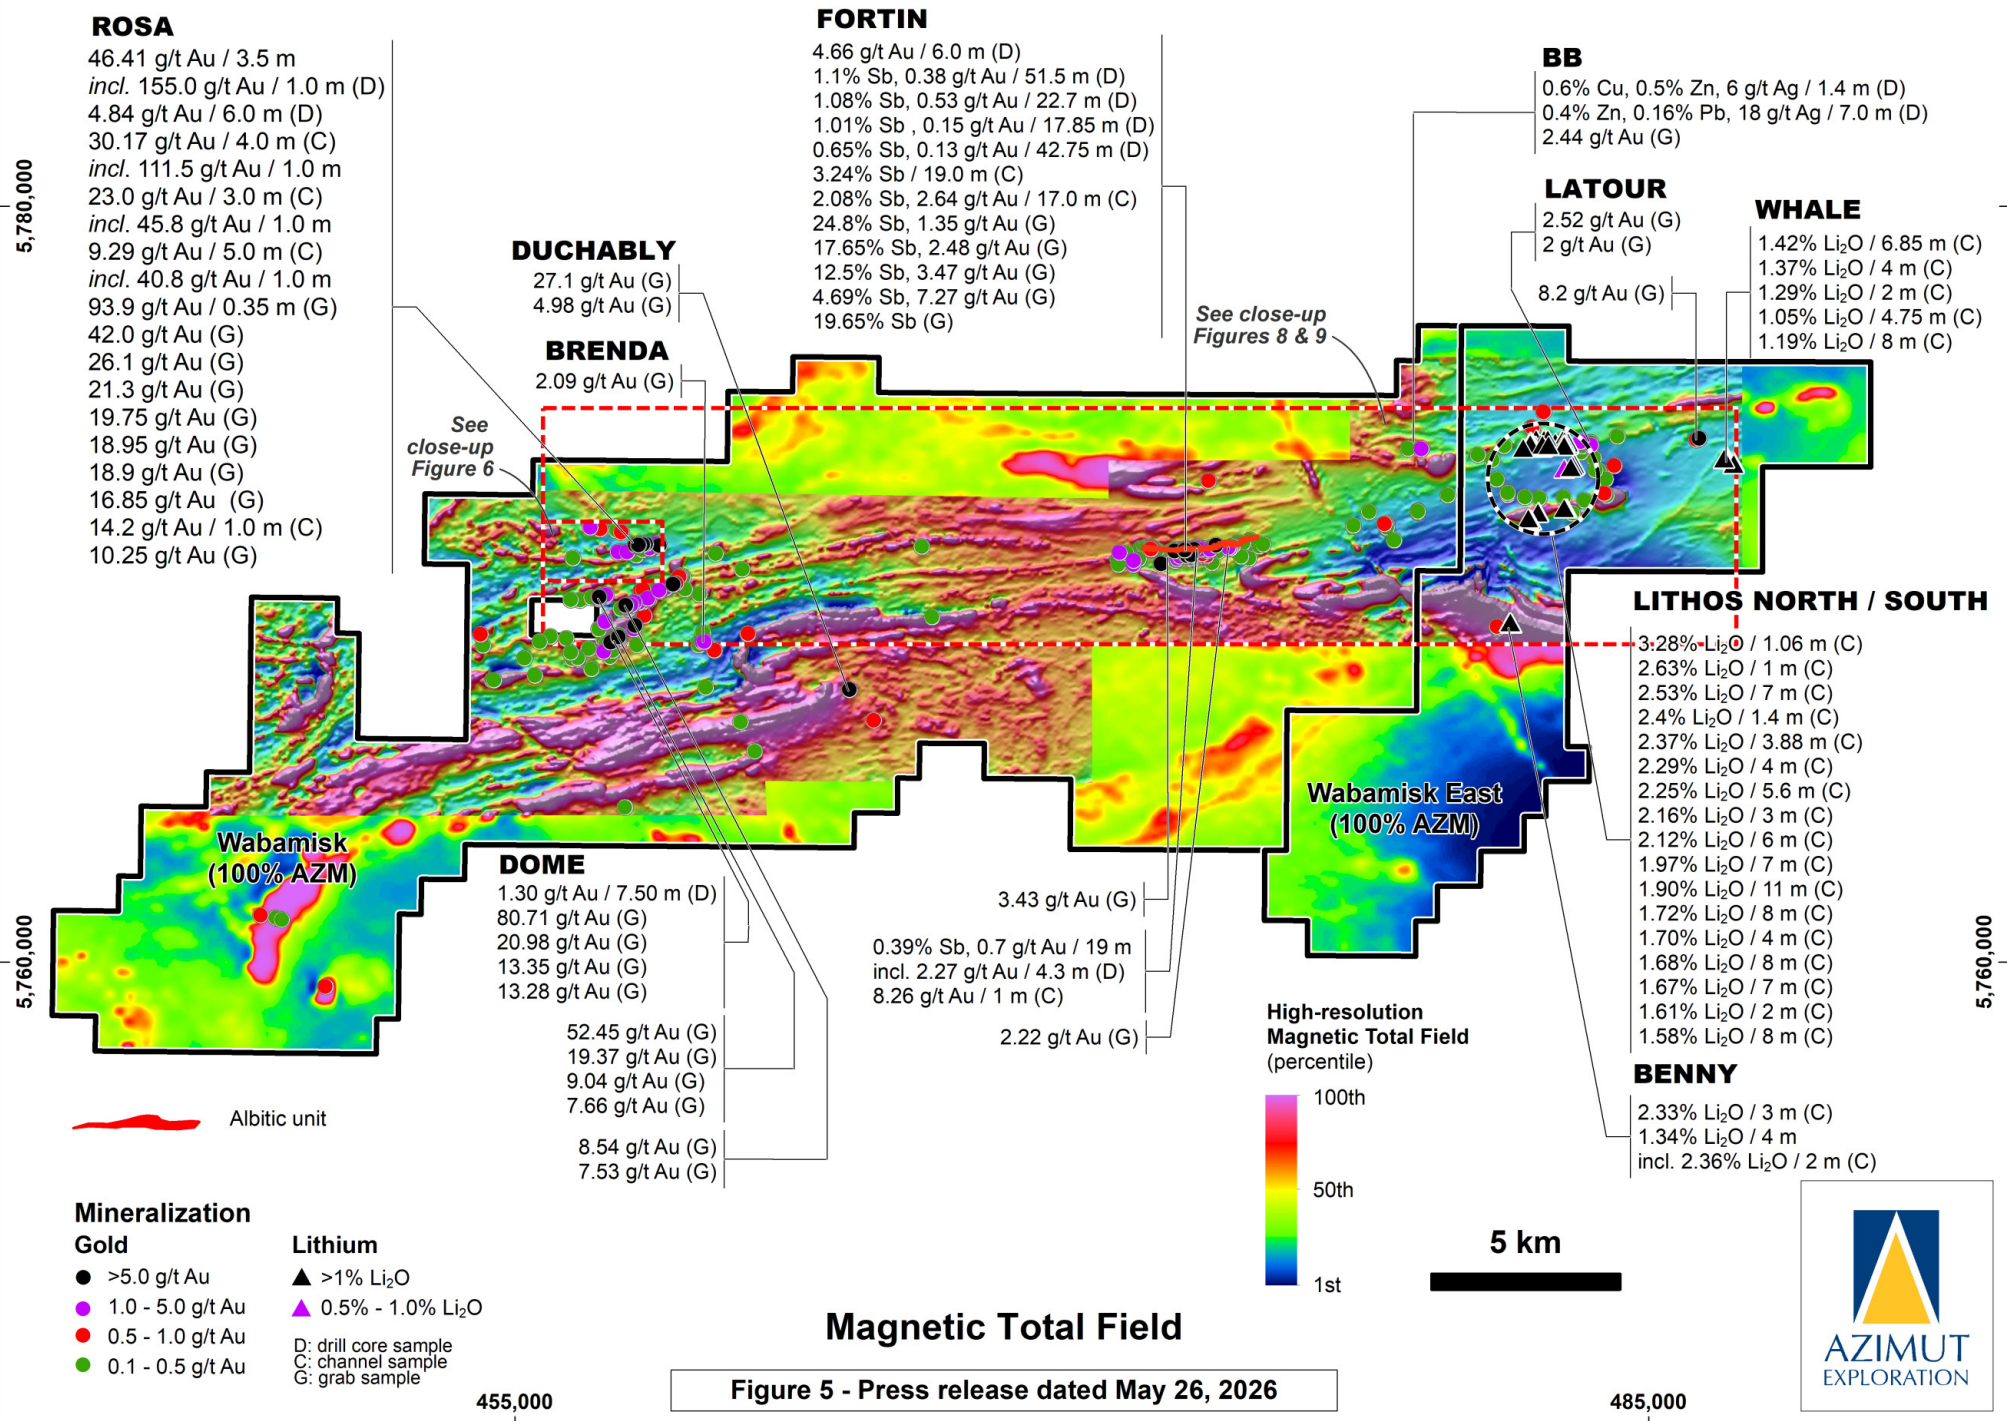 ROSA
46.41 g/t Au / 3.5 m
incl. 155.0 g/t Au / 1.0 m (D)
4.84 g/t Au / 6.0 m (D)
30.17 g/t Au / 4.0 m (C)
incl. 111.5 g/t Au / 1.0 m
23.0 g/t Au / 3.0 m (C)
incl. 45.8 g/t Au / 1.0 m
9.29 g/t Au / 5.0 m (C)
incl. 40.8 g/t Au / 1.0 m
93.9 g/t Au / 0.35 m (G)
42.0 g/t Au (G)
26.1 g/t Au (G)
21.3 g/t Au (G)
19.75 g/t Au (G)
18.95 g/t Au (G)
18.9 g/t Au (G)
16.85 g/t Au (G)
14.2 g/t Au / 1.0 m (C)
10.25 g/t Au (G)
DUCHABLY
27.1 g/t Au (G)
4.98 g/t Au (G)
BRENDA
2.09 g/t Au (G)
See
close-up
Figure 6
FORTIN
4.66 g/t Au / 6.0 m (D)
1.1% Sb, 0.38 g/t Au / 51.5 m (D)
1.08% Sb, 0.53 g/t Au / 22.7 m (D)
1.01% Sb , 0.15 g/t Au / 17.85 m (D)
0.65% Sb, 0.13 g/t Au / 42.75 m (D)
3.24% Sb / 19.0 m (C)
2.08% Sb, 2.64 g/t Au / 17.0 m (C)
24.8% Sb, 1.35 g/t Au (G)
17.65% Sb, 2.48 g/t Au (G)
12.5% Sb, 3.47 g/t Au (G)
4.69% Sb, 7.27 g/t Au (G)
19.65% Sb (G)
See close-up
Figures 8 & 9
BB
0.6% Cu, 0.5% Zn, 6 g/t Ag / 1.4 m (D)
0.4% Zn, 0.16% Pb, 18 g/t Ag / 7.0 m (D)
2.44 g/t Au (G)
LATOUR
2.52 g/t Au (G)
2 g/t Au (G)
8.2 g/t Au (G)
WHALE
1.42% Li₂O / 6.85 m (C)
1.37% Li₂O / 4 m (C)
1.29% Li₂O / 2 m (C)
1.05% Li₂O / 4.75 m (C)
1.19% Li₂O / 8 m (C)
5,780,000
LITHOS NORTH / SOUTH
3.28% Li₂O / 1.06 m (C)
2.63% Li₂O / 1 m (C)
2.53% Li₂O / 7 m (C)
2.4% Li₂O / 1.4 m (C)
2.37% Li₂O / 3.88 m (C)
2.29% Li₂O / 4 m (C)
2.25% Li₂O / 5.6 m (C)
2.16% Li₂O / 3 m (C)
2.12% Li₂O / 6 m (C)
1.97% Li₂O / 7 m (C)
1.90% Li₂O / 11 m (C)
1.72% Li₂O / 8 m (C)
1.70% Li₂O / 4 m (C)
1.68% Li₂O / 8 m (C)
1.67% Li₂O / 7 m (C)
1.61% Li₂O / 2 m (C)
1.58% Li₂O / 8 m (C)
BENNY
2.33% Li₂O / 3 m (C)
1.34% Li₂O / 4 m
incl. 2.36% Li₂O / 2 m (C)
Wabamisk
(100% AZM)
Wabamisk East
(100% AZM)
5,760,000
5,760,000
DOME
1.30 g/t Au / 7.50 m (D)
80.71 g/t Au (G)
20.98 g/t Au (G)
13.35 g/t Au (G)
13.28 g/t Au (G)
52.45 g/t Au (G)
19.37 g/t Au (G)
9.04 g/t Au (G)
7.66 g/t Au (G)
8.54 g/t Au (G)
7.53 g/t Au (G)
3.43 g/t Au (G)
0.39% Sb, 0.7 g/t Au / 19 m
incl. 2.27 g/t Au / 4.3 m (D)
8.26 g/t Au / 1 m (C)
2.22 g/t Au (G)
High-resolution
Magnetic Total Field
(percentile)
100th
50th
1st
5 km
Albitic unit
Mineralization
Gold
>5.0 g/t Au
1.0 - 5.0 g/t Au
0.5 - 1.0 g/t Au
0.1 - 0.5 g/t Au
Lithium
>1% Li₂O
0.5% - 1.0% Li₂O
D: drill core sample
C: channel sample
G: grab sample
Magnetic Total Field
Figure 5 - Press release dated May 26, 2026
455,000
485,000
AZIMUT
EXPLORATION